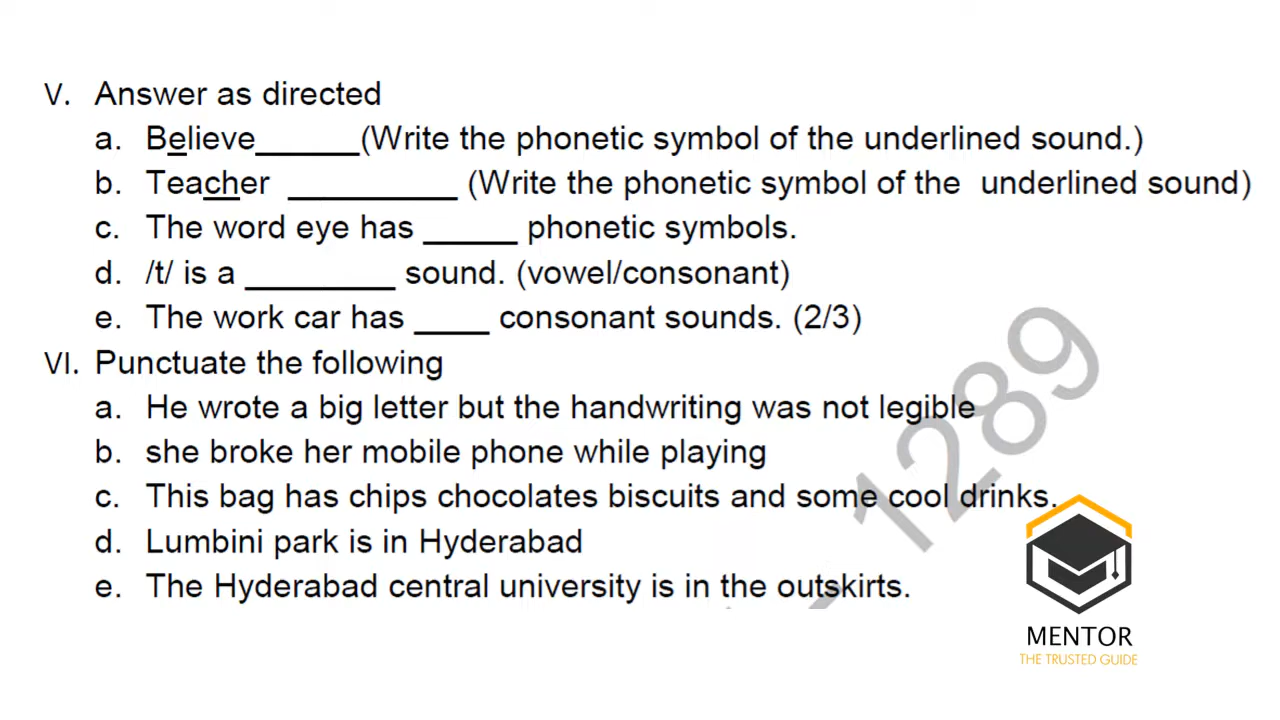 V. Answer as directed
a. Believe______(Write the phonetic symbol of the underlined sound.)
b. Teacher __________ (Write the phonetic symbol of the underlined sound)
c. The word eye has _____ phonetic symbols.
d. /t/ is a ________ sound. (vowel/consonant)
e. The work car has ____ consonant sounds. (2/3)
VI. Punctuate the following
a. He wrote a big letter but the handwriting was not legible
b. she broke her mobile phone while playing
c. This bag has chips chocolates biscuits and some cool drinks.
d. Lumbini park is in Hyderabad
e. The Hyderabad central university is in the outskirts.
1289
MENTOR
THE TRUSTED GUIDE